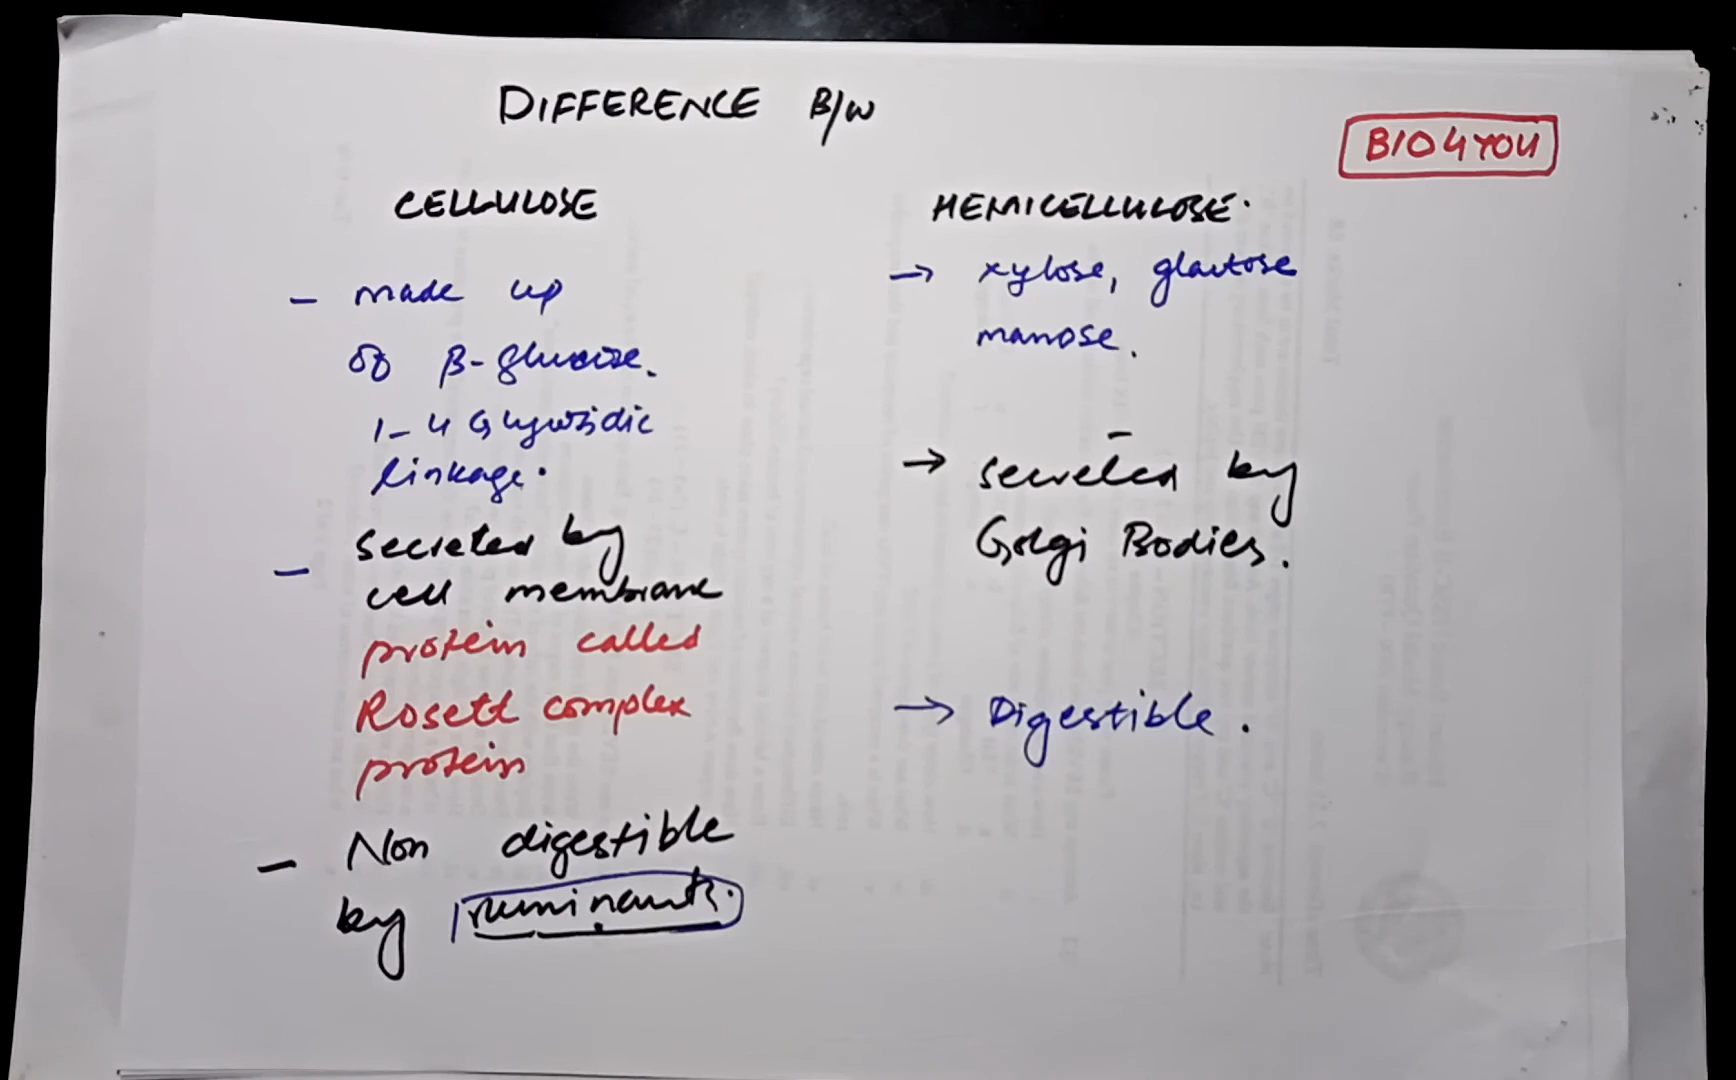 DIFFERENCE B/W
BIO4YOU
CELLULOSE
- made up
of β-glucose.
1-4 Glycosidic
linkage.
- secreted by
cell membrane
protein called
Rosett complex
protein
- Non digestible
by ruminants.
HEMICELLULOSE.
→ xylose, glactose
manose.
→ secreted by
Golgi Bodies.
→ Digestible.